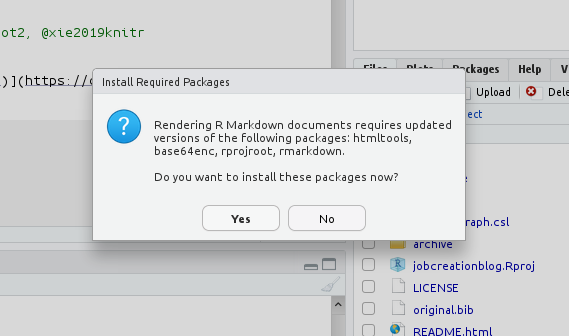 ot2, @xie2019knitr
)](https://
Install Required Packages
Files Plots Packages Help V
Upload Dele
ect
Rendering R Markdown documents requires updated
versions of the following packages: htmltools,
base64enc, rprojroot, rmarkdown.
Do you want to install these packages now?
Yes No
raph.csl
archive
jobcreationblog.Rproj
LICENSE
original.bib
README.html